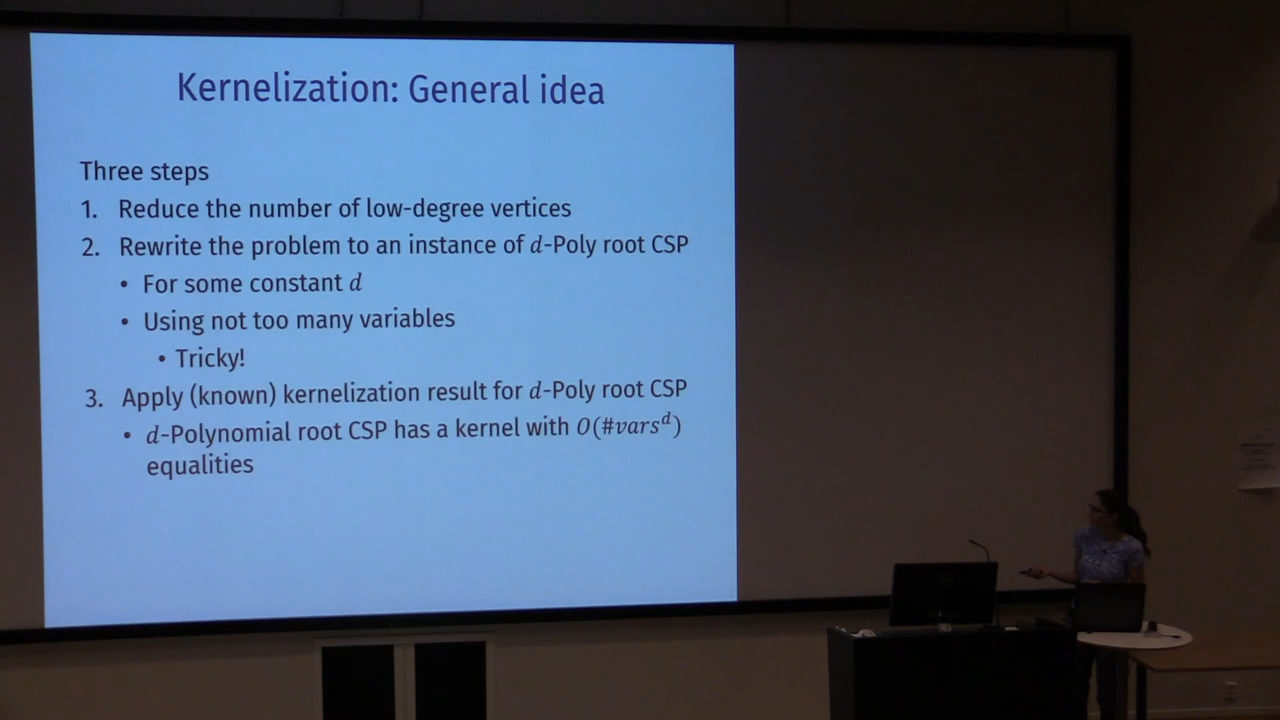 Kernelization: General idea
Three steps
1. Reduce the number of low-degree vertices
2. Rewrite the problem to an instance of d-Poly root CSP
• For some constant d
• Using not too many variables
• Tricky!
3. Apply (known) kernelization result for d-Poly root CSP
• d-Polynomial root CSP has a kernel with O(#vars^d)
equalities